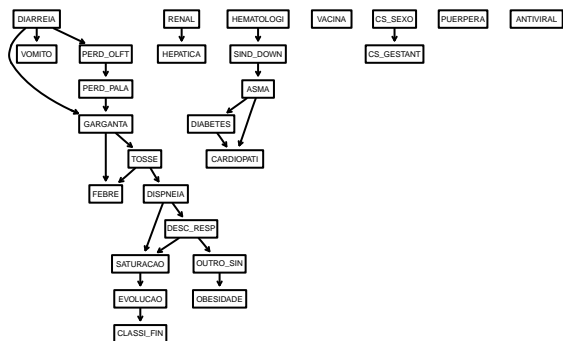 DIARREIA
RENAL
HEMATOLOGI
VACINA
CS_SEXO
PUERPERA
ANTIVIRAL
VOMITO
PERD_OLFT
HEPATICA
SIND_DOWN
CS_GESTANT
PERD_PALA
ASMA
GARGANTA
DIABETES
TOSSE
CARDIOPATI
FEBRE
DISPNEIA
DESC_RESP
SATURACAO
OUTRO_SIN
EVOLUCAO
OBESIDADE
CLASSI_FIN